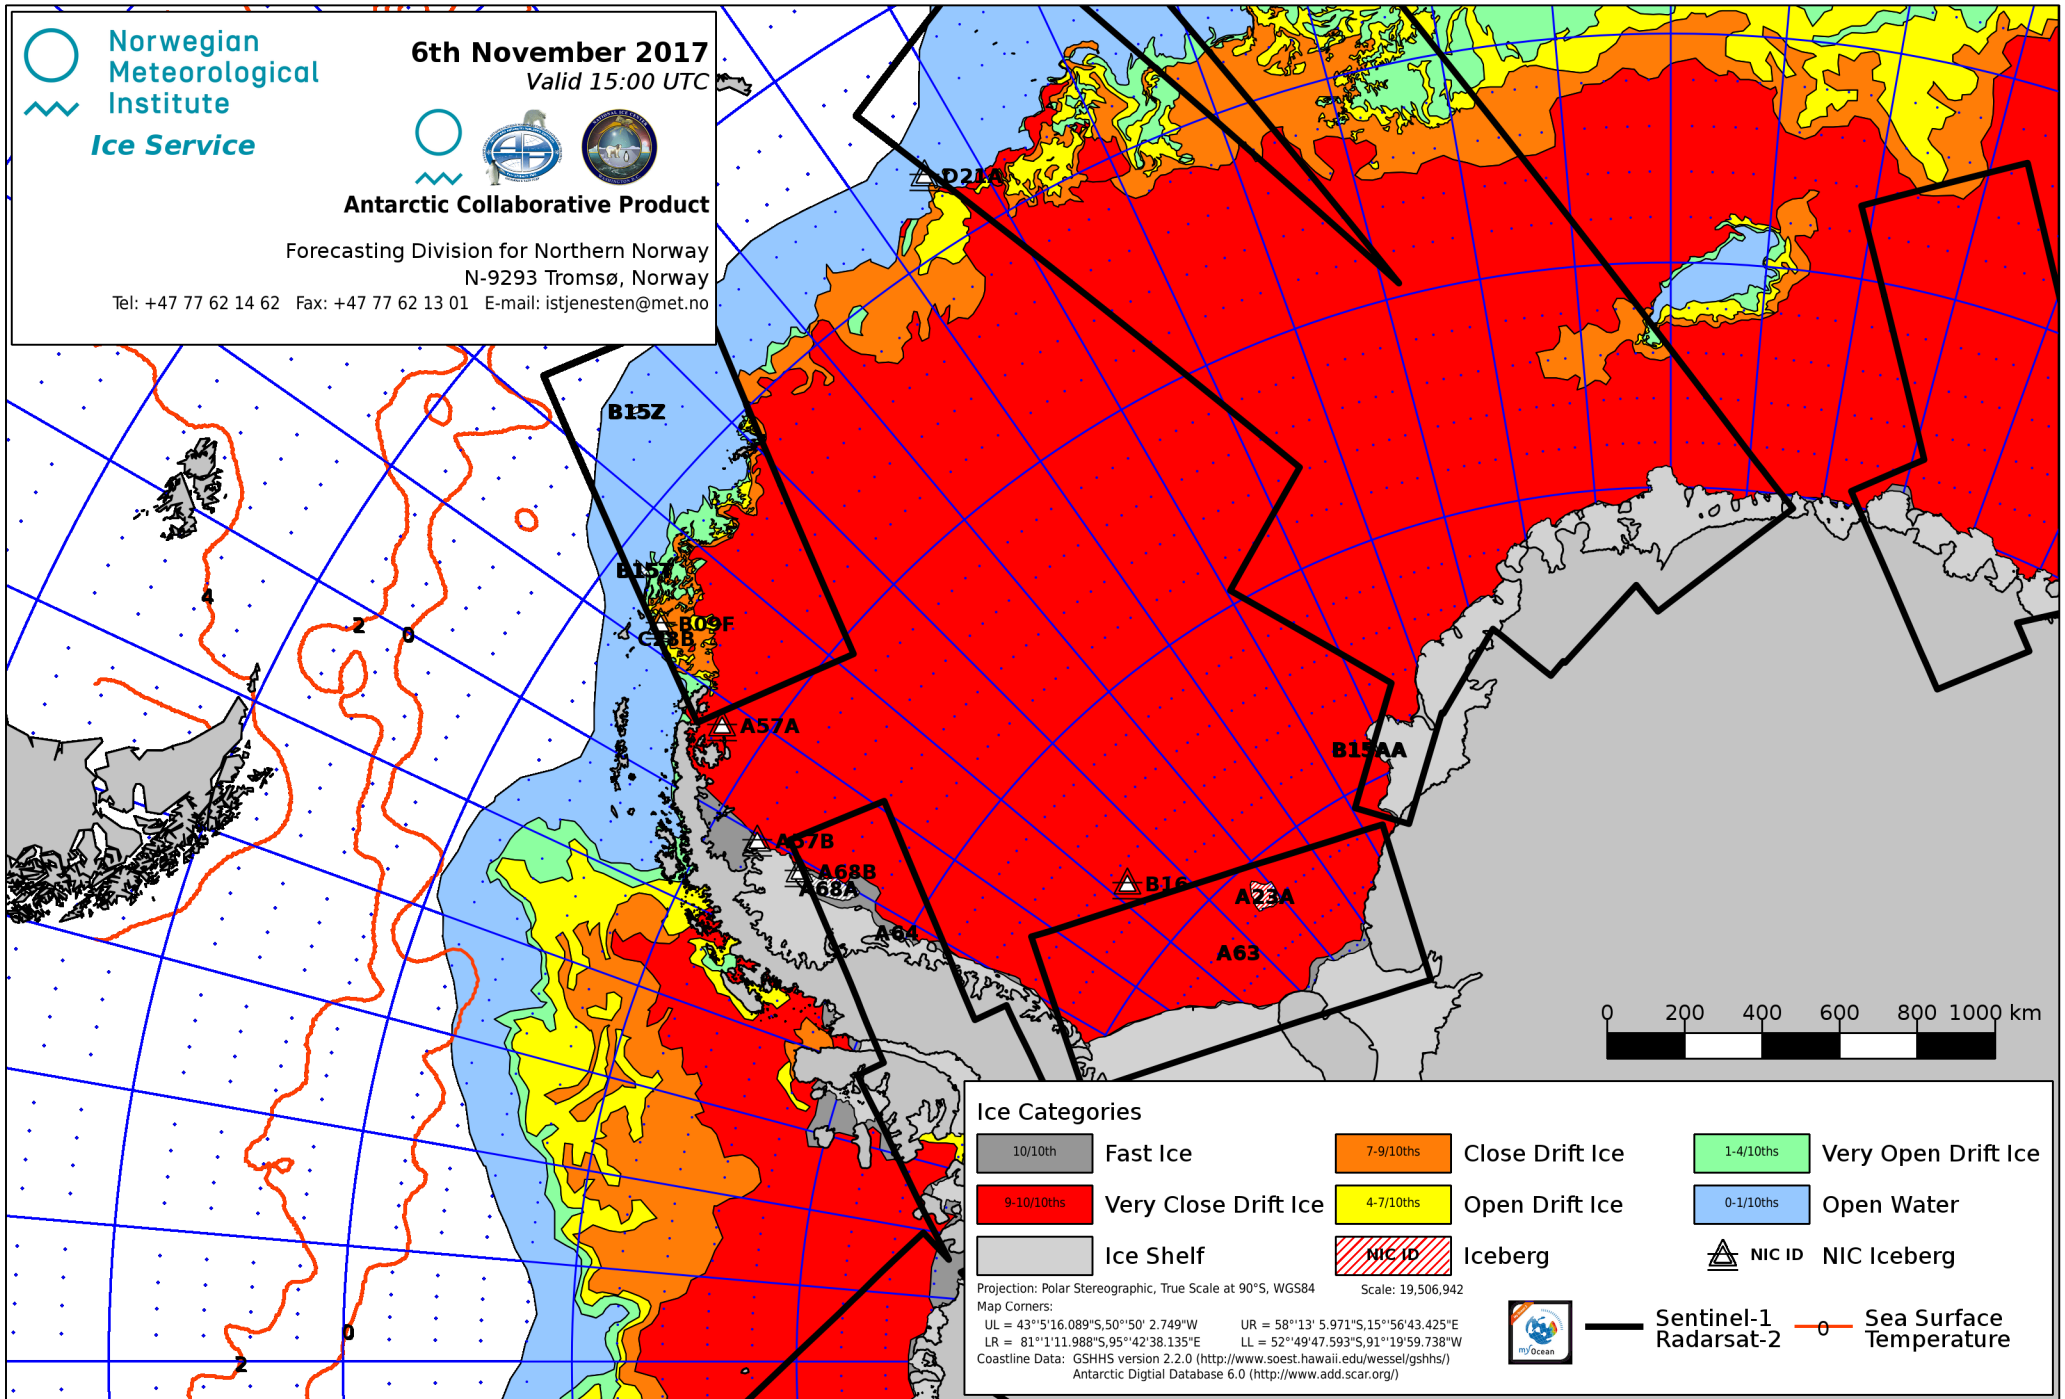 Norwegian
Meteorological
Institute
Ice Service
6th November 2017
Valid 15:00 UTC
Antarctic Collaborative Product
Forecasting Division for Northern Norway
N-9293 Tromsø, Norway
Tel: +47 77 62 14 62 Fax: +47 77 62 13 01 E-mail: istjenesten@met.no
D21A
B15Z
B15T
B09F
C18B
A57A
A57B
A68B
A68A
A64
B16
A23A
A63
B15AA
4
2
0
0
2
0 200 400 600 800 1000 km
Ice Categories
10/10th Fast Ice
7-9/10ths Close Drift Ice
1-4/10ths Very Open Drift Ice
9-10/10ths Very Close Drift Ice
4-7/10ths Open Drift Ice
0-1/10ths Open Water
Ice Shelf
NIC ID Iceberg
NIC ID NIC Iceberg
Projection: Polar Stereographic, True Scale at 90°S, WGS84 Scale: 19,506,942
Map Corners:
UL = 43°'5'16.089"S,50°'50' 2.749"W UR = 58°'13' 5.971"S,15°'56'43.425"E
LR = 81°'1'11.988"S,95°'42'38.135"E LL = 52°'49'47.593"S,91°'19'59.738"W
Coastline Data: GSHHS version 2.2.0 (http://www.soest.hawaii.edu/wessel/gshhs/)
Antarctic Digtial Database 6.0 (http://www.add.scar.org/)
myOcean
Sentinel-1
Radarsat-2
0
Sea Surface
Temperature